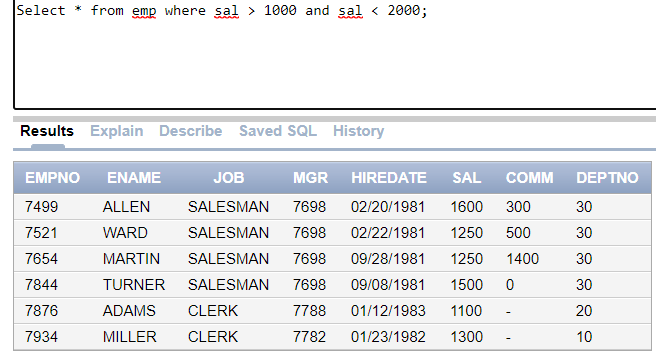 Select * from emp where sal > 1000 and sal < 2000;
Results Explain Describe Saved SQL History
EMPNO ENAME JOB MGR HIREDATE SAL COMM DEPTNO
7499 ALLEN SALESMAN 7698 02/20/1981 1600 300 30
7521 WARD SALESMAN 7698 02/22/1981 1250 500 30
7654 MARTIN SALESMAN 7698 09/28/1981 1250 1400 30
7844 TURNER SALESMAN 7698 09/08/1981 1500 0 30
7876 ADAMS CLERK 7788 01/12/1983 1100 - 20
7934 MILLER CLERK 7782 01/23/1982 1300 - 10